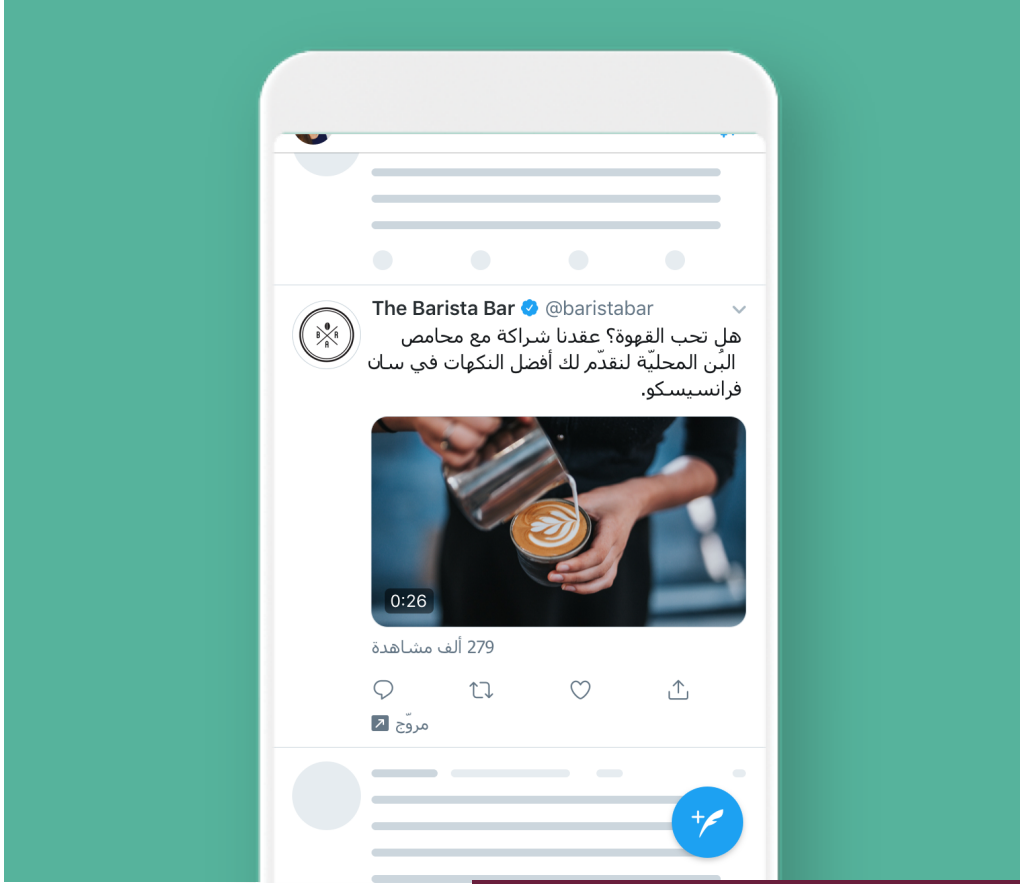 The Barista Bar @baristabar
B R
A
هل تحب القهوة؟ عقدنا شراكة مع محامص
البُن المحليّة لنقدّم لك أفضل النكهات في سان
فرانسيسكو.
0:26
279 ألف مشاهدة
مروّج